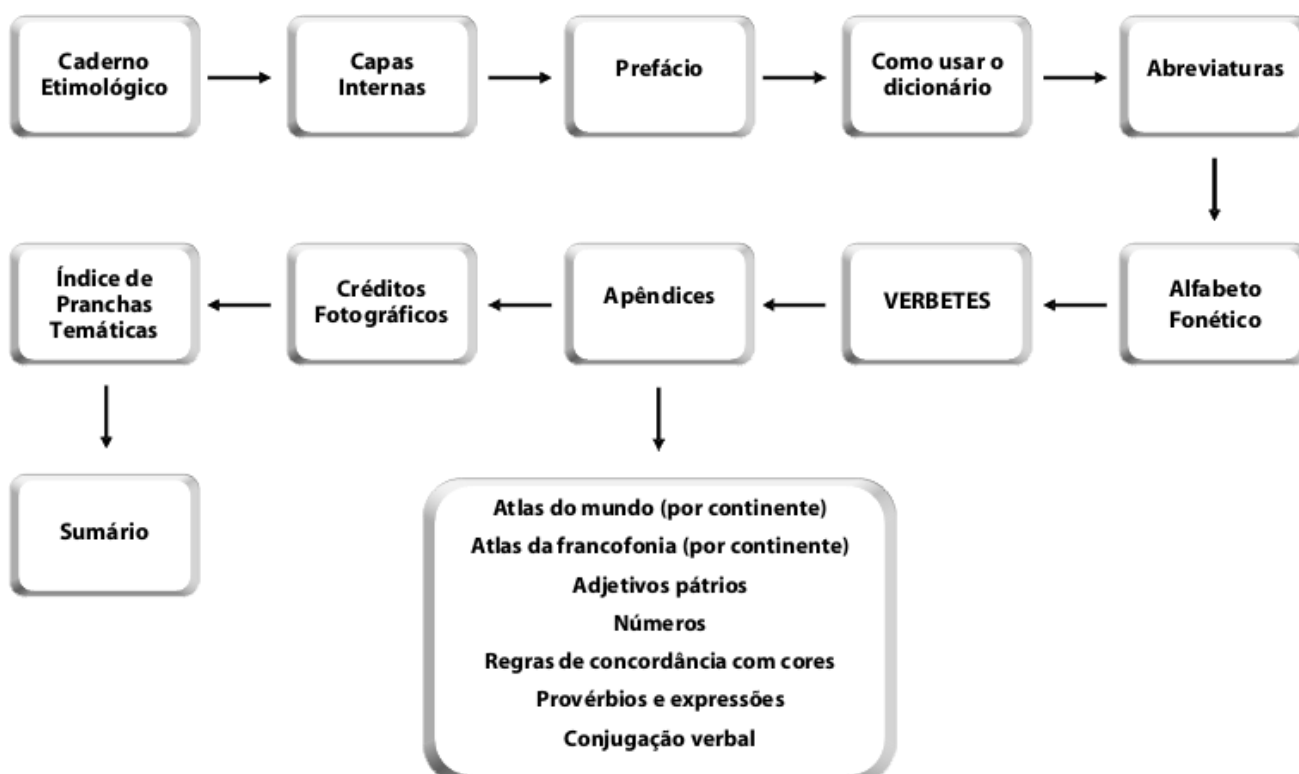 Caderno
Etimológico
Capas
Internas
Prefácio
Como usar o
dicionário
Abreviaturas
Alfabeto
Fonético
VERBETES
Apêndices
Créditos
Fotográficos
Índice de
Pranchas
Temáticas
Sumário
Atlas do mundo (por continente)
Atlas da francofonia (por continente)
Adjetivos pátrios
Números
Regras de concordância com cores
Provérbios e expressões
Conjugação verbal